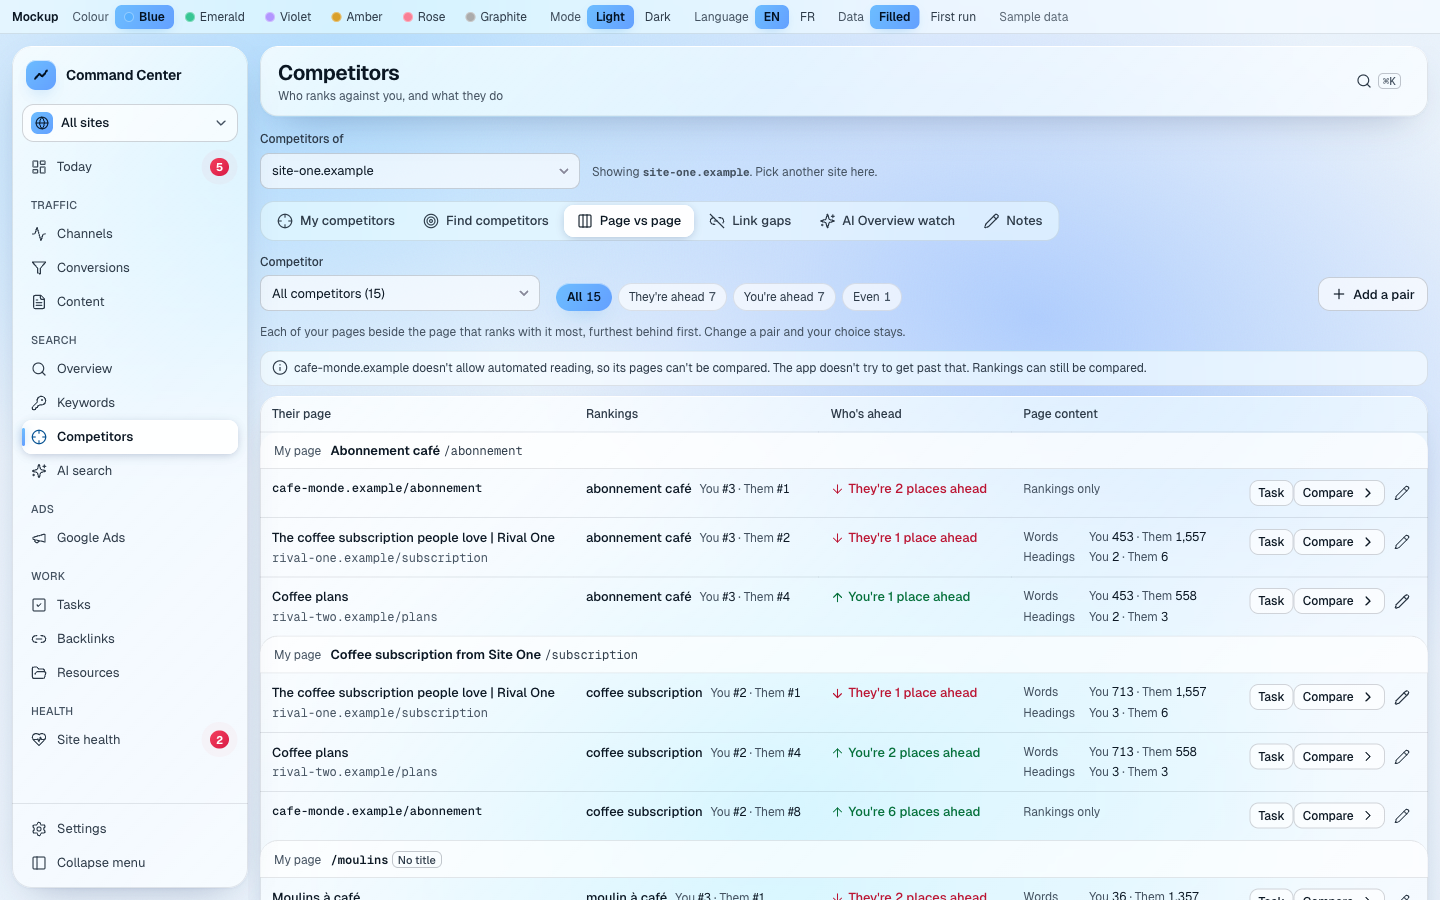 Mockup Colour Blue Emerald Violet Amber Rose Graphite Mode Light Dark Language EN FR Data Filled First run Sample data
Command Center
All sites
Today 5
TRAFFIC
Channels
Conversions
Content
SEARCH
Overview
Keywords
Competitors
AI search
ADS
Google Ads
WORK
Tasks
Backlinks
Resources
HEALTH
Site health 2
Settings
Collapse menu
Competitors
Who ranks against you, and what they do
⌘K
Competitors of
site-one.example
Showing site-one.example. Pick another site here.
My competitors Find competitors Page vs page Link gaps AI Overview watch Notes
Competitor
All competitors (15) All 15 They're ahead 7 You're ahead 7 Even 1 Add a pair
Each of your pages beside the page that ranks with it most, furthest behind first. Change a pair and your choice stays.
cafe-monde.example doesn't allow automated reading, so its pages can't be compared. The app doesn't try to get past that. Rankings can still be compared.
Their page Rankings Who's ahead Page content
My page Abonnement café /abonnement
cafe-monde.example/abonnement abonnement café You #3 · Them #1 They're 2 places ahead Rankings only Task Compare
The coffee subscription people love | Rival One abonnement café You #3 · Them #2 They're 1 place ahead Words You 453 · Them 1,557 Task Compare
rival-one.example/subscription Headings You 2 · Them 6
Coffee plans abonnement café You #3 · Them #4 You're 1 place ahead Words You 453 · Them 558 Task Compare
rival-two.example/plans Headings You 2 · Them 3
My page Coffee subscription from Site One /subscription
The coffee subscription people love | Rival One coffee subscription You #2 · Them #1 They're 1 place ahead Words You 713 · Them 1,557 Task Compare
rival-one.example/subscription Headings You 3 · Them 6
Coffee plans coffee subscription You #2 · Them #4 You're 2 places ahead Words You 713 · Them 558 Task Compare
rival-two.example/plans Headings You 3 · Them 3
cafe-monde.example/abonnement coffee subscription You #2 · Them #8 You're 6 places ahead Rankings only Task Compare
My page /moulins No title
Moulins à café moulin à café You #3 · Them #1 They're 2 places ahead Words You 36 · Them 1,357 Task Compare